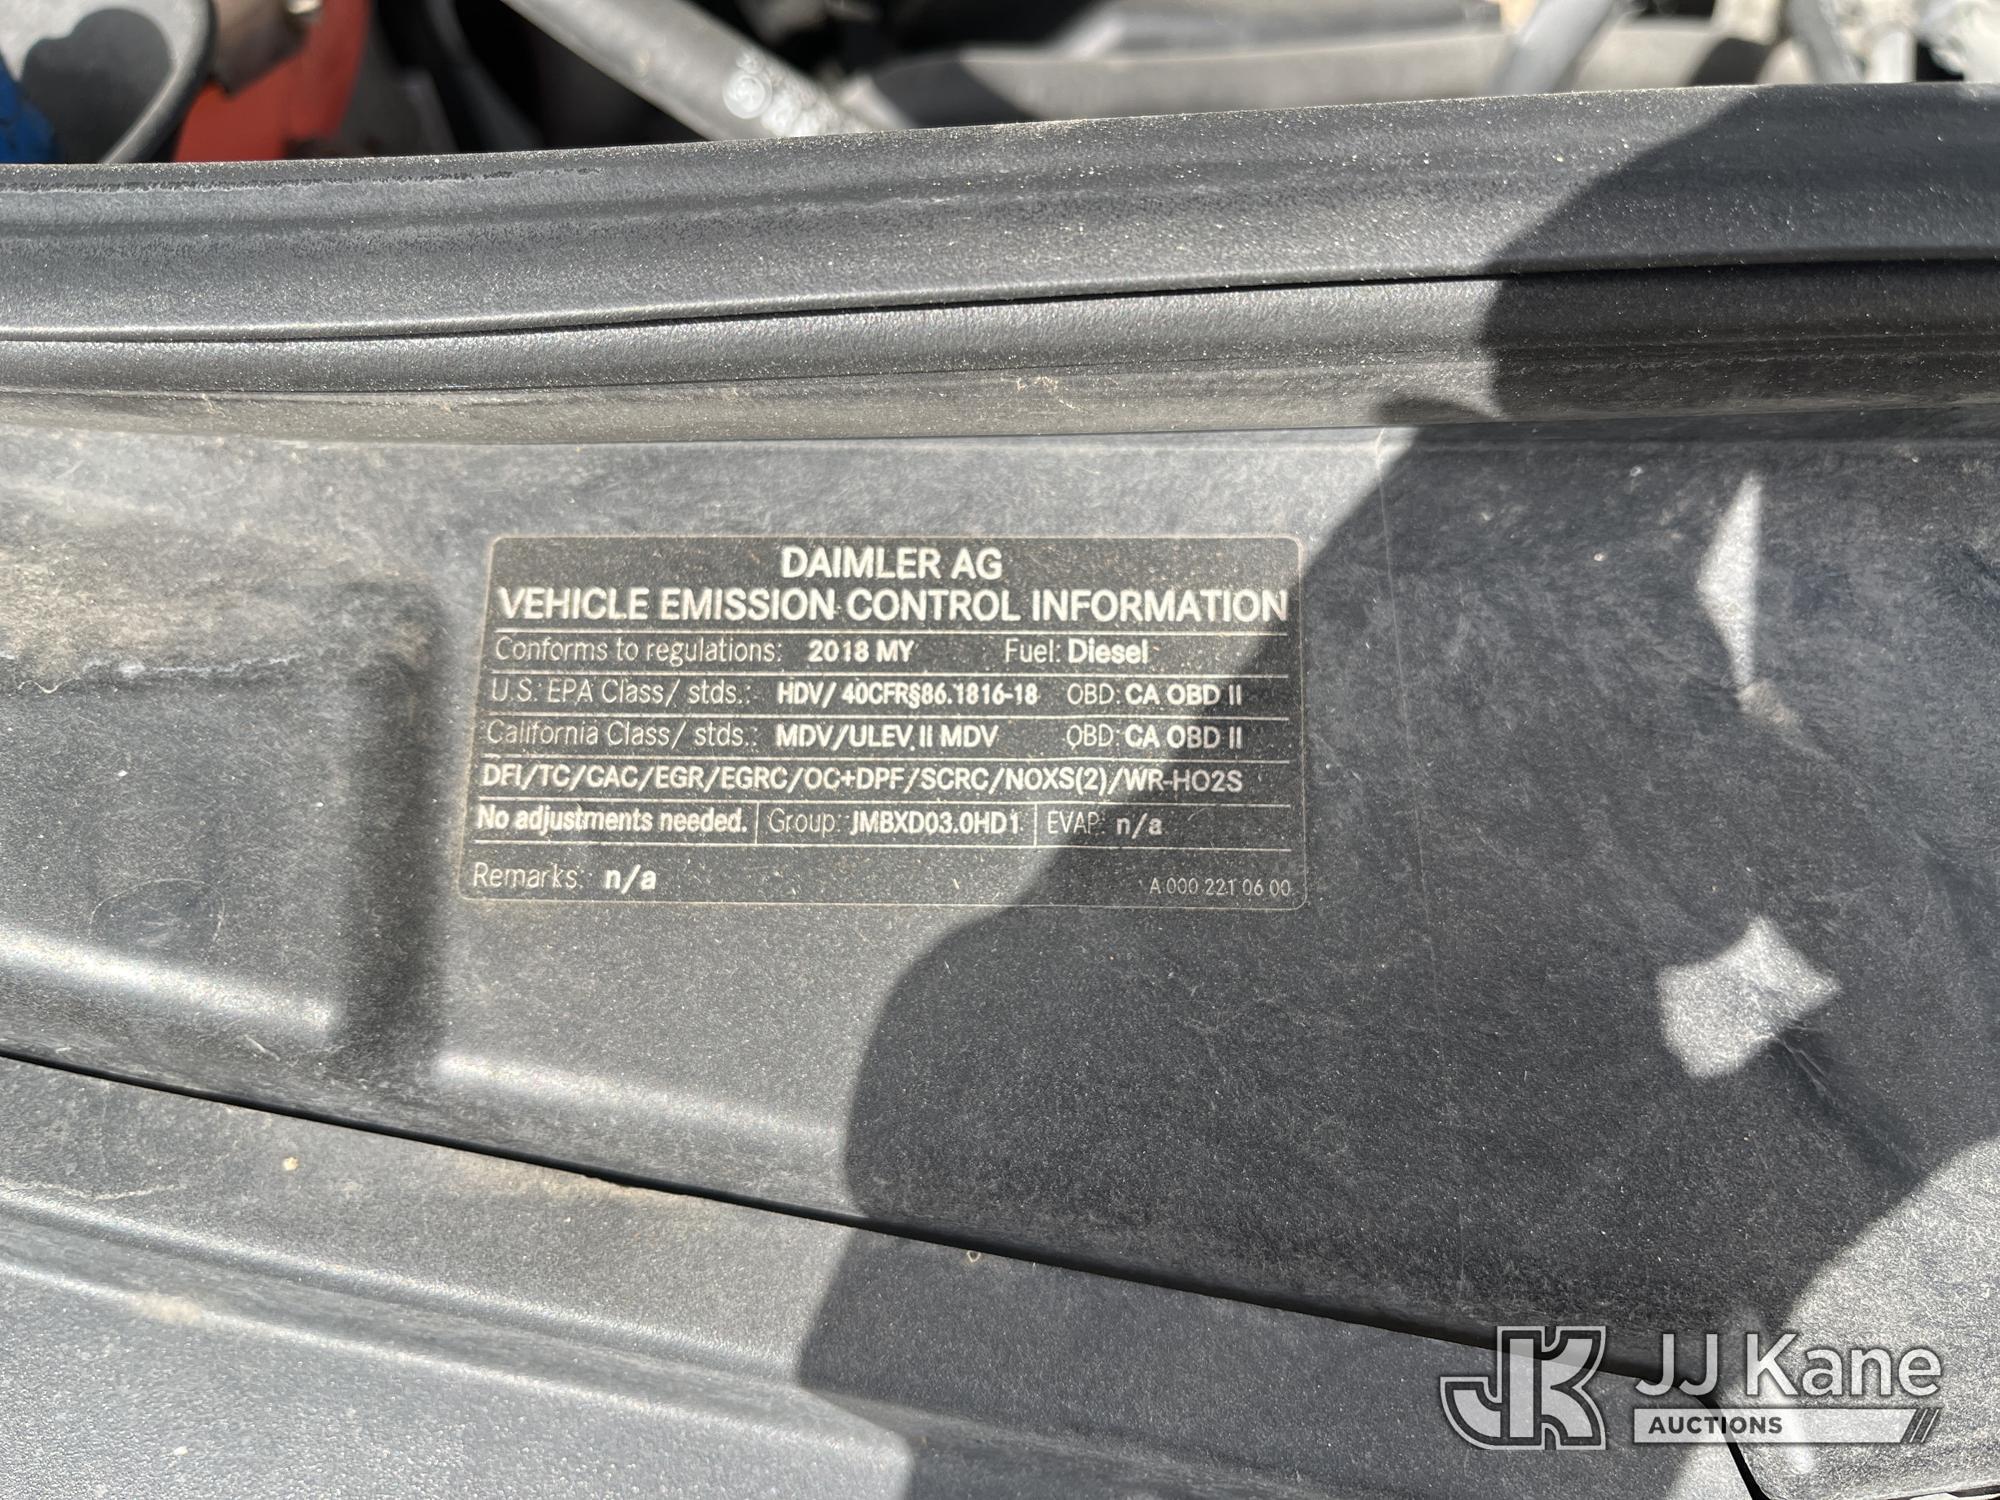 DAIMLER AG
VEHICLE EMISSION CONTROL INFORMATION
Conforms to regulations: 2018 MY Fuel: Diesel
U.S. EPA Class/ stds.: HDV/ 40CFR§86.1816-18 OBD: CA OBD II
California Class/ stds.: MDV/ULEV II MDV OBD: CA OBD II
DFI/TC/CAC/EGR/EGRC/OC+DPF/SCRC/NOXS(2)/WR-HO2S
No adjustments needed. Group: JMBXD03.0HD1 EVAP: n/a
Remarks: n/a A 000 221 06 00
JK JJ Kane
AUCTIONS